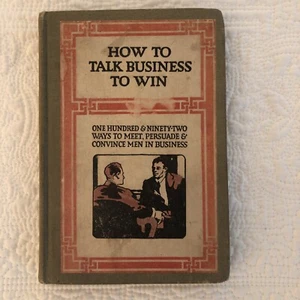 HOW TO
TALK BUSINESS
TO WIN
ONE HUNDRED & NINETY-TWO
WAYS TO MEET, PERSUADE &
CONVINCE MEN IN BUSINESS